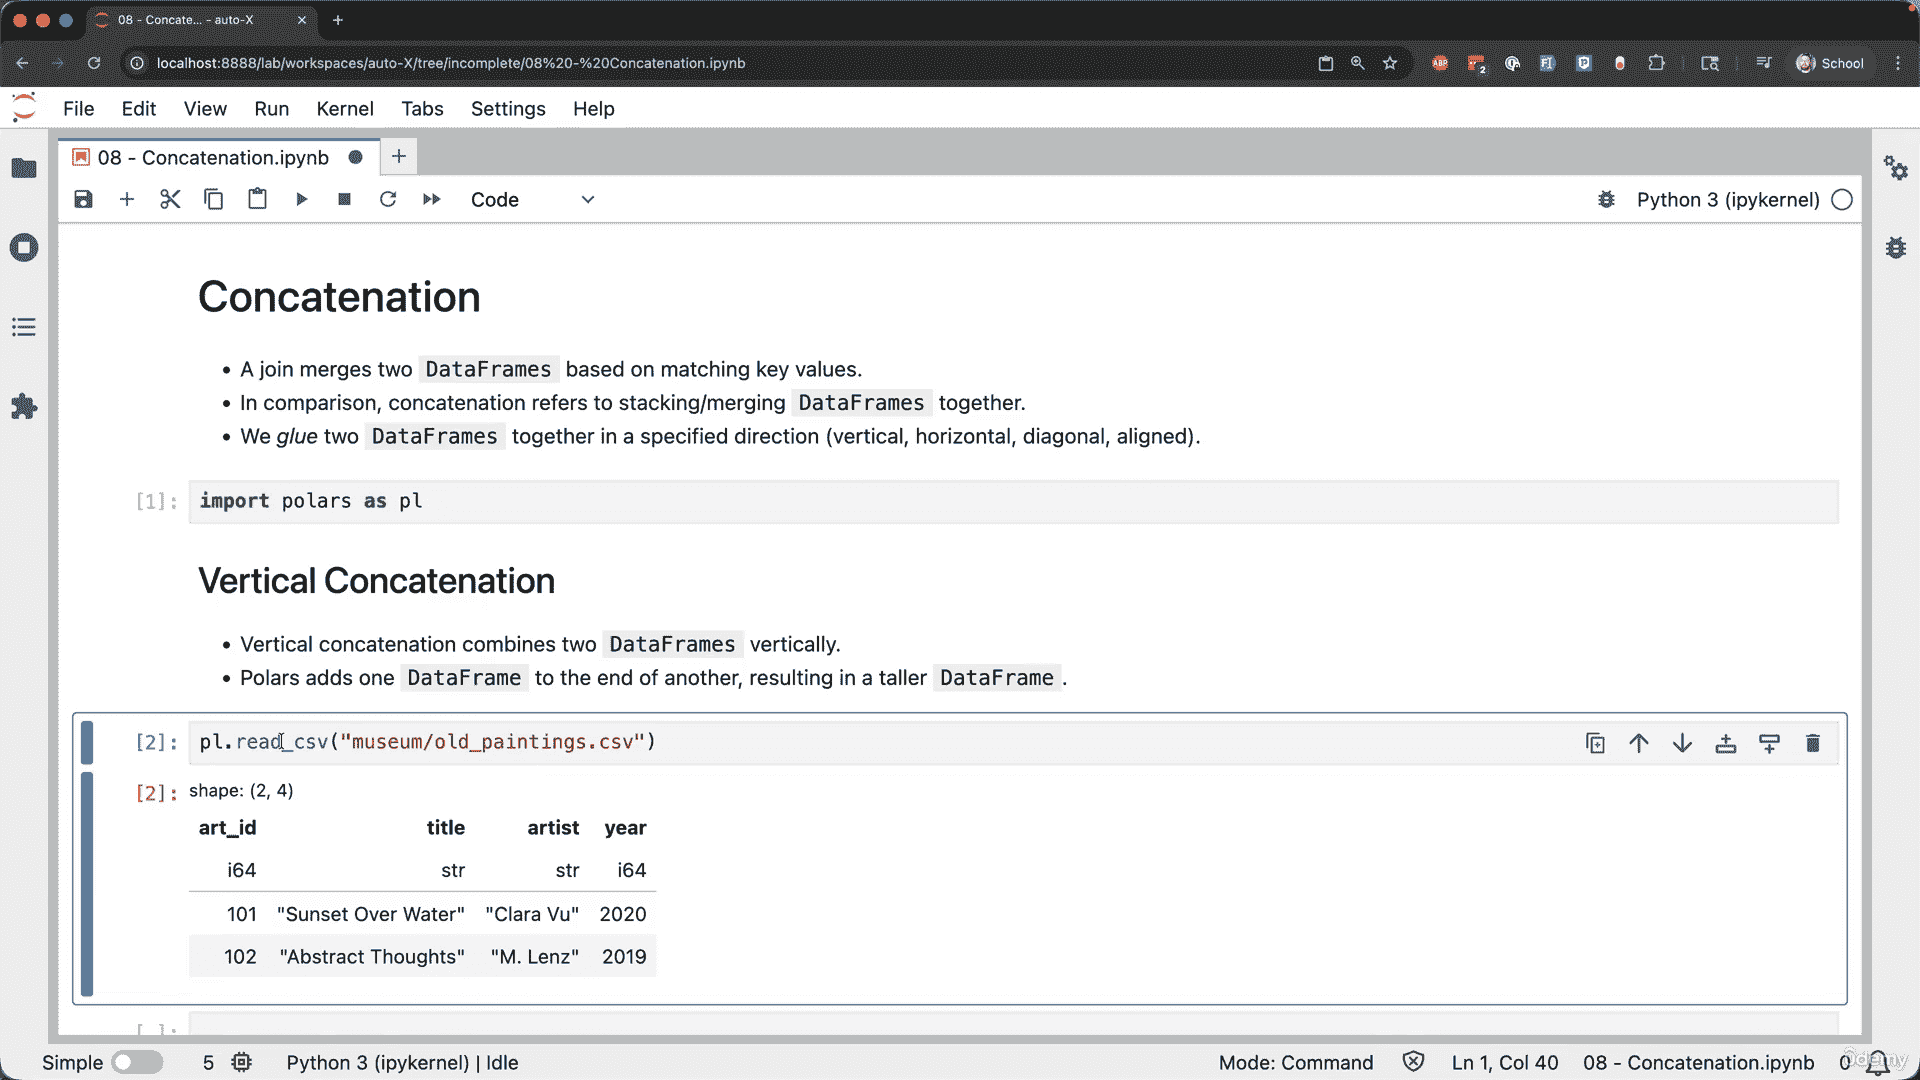 08 - Concate... - auto-X
localhost:8888/lab/workspaces/auto-X/tree/incomplete/08%20-%20Concatenation.ipynb
ABP
2
School
File Edit View Run Kernel Tabs Settings Help
08 - Concatenation.ipynb
Code
Python 3 (ipykernel)
Concatenation
• A join merges two DataFrames based on matching key values.
• In comparison, concatenation refers to stacking/merging DataFrames together.
• We glue two DataFrames together in a specified direction (vertical, horizontal, diagonal, aligned).
[1]: import polars as pl
Vertical Concatenation
• Vertical concatenation combines two DataFrames vertically.
• Polars adds one DataFrame to the end of another, resulting in a taller DataFrame.
[2]: pl.read_csv("museum/old_paintings.csv")
[2]: shape: (2, 4)
art_id title artist year
i64 str str i64
101 "Sunset Over Water" "Clara Vu" 2020
102 "Abstract Thoughts" "M. Lenz" 2019
[ ]:
Simple 5 Python 3 (ipykernel) | Idle Mode: Command Ln 1, Col 40 08 - Concatenation.ipynb 0
udemy